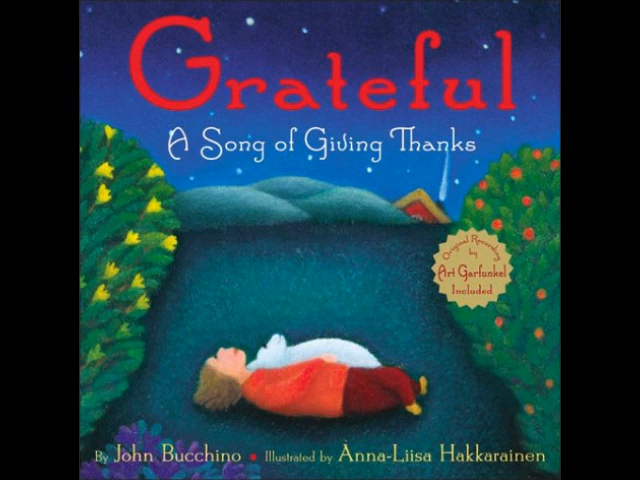 Grateful
A Song of Giving Thanks
Original Recording
by
Art Garfunkel
Included
By John Bucchino • Illustrated by Anna-Liisa Hakkarainen